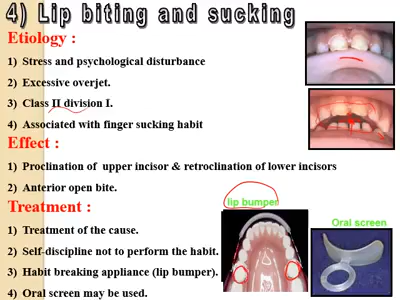 4) Lip biting and sucking
Etiology :
1) Stress and psychological disturbance
2) Excessive overjet.
3) Class II division I.
4) Associated with finger sucking habit
Effect :
1) Proclination of upper incisor & retroclination of lower incisors
2) Anterior open bite.
Treatment :
lip bumper
1) Treatment of the cause.
Oral screen
2) Self-discipline not to perform the habit.
3) Habit breaking appliance (lip bumper).
4) Oral screen may be used.